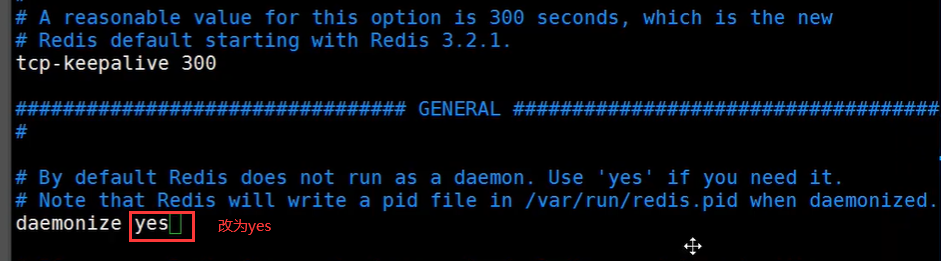 #
# A reasonable value for this option is 300 seconds, which is the new
# Redis default starting with Redis 3.2.1.
tcp-keepalive 300
################################# GENERAL ####################################
#
# By default Redis does not run as a daemon. Use 'yes' if you need it.
# Note that Redis will write a pid file in /var/run/redis.pid when daemonized.
daemonize yes 改为yes